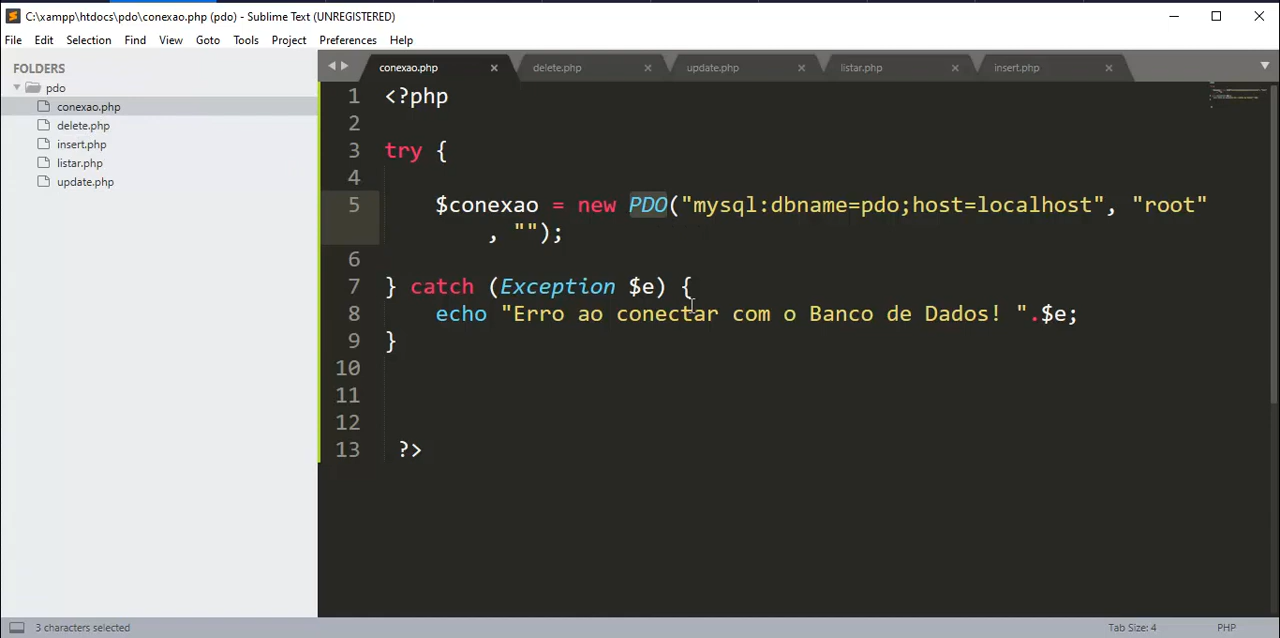 C:\xampp\htdocs\pdo\conexao.php (pdo) - Sublime Text (UNREGISTERED)
File Edit Selection Find View Goto Tools Project Preferences Help
FOLDERS
pdo
conexao.php
delete.php
insert.php
listar.php
update.php
conexao.php delete.php update.php listar.php insert.php
1 <?php
2
3 try {
4
5 $conexao = new PDO("mysql:dbname=pdo;host=localhost", "root"
, "");
6
7 } catch (Exception $e) {
8 echo "Erro ao conectar com o Banco de Dados! ".$e;
9 }
10
11
12
13 ?>
3 characters selected
Tab Size: 4 PHP